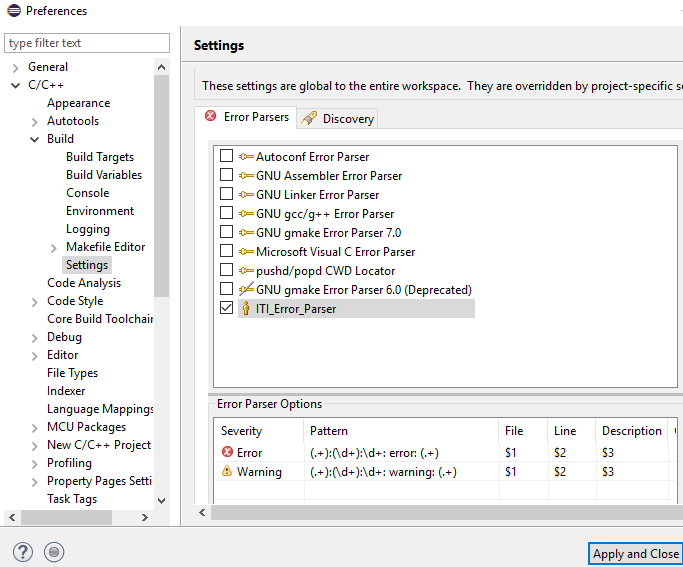 Preferences
type filter text
General
C/C++
Appearance
Autotools
Build
Build Targets
Build Variables
Console
Environment
Logging
Makefile Editor
Settings
Code Analysis
Code Style
Core Build Toolchain
Debug
Editor
File Types
Indexer
Language Mappings
MCU Packages
New C/C++ Project
Profiling
Property Pages Setti
Task Tags
Settings
These settings are global to the entire workspace. They are overridden by project-specific se
Error Parsers Discovery
Autoconf Error Parser
GNU Assembler Error Parser
GNU Linker Error Parser
GNU gcc/g++ Error Parser
GNU gmake Error Parser 7.0
Microsoft Visual C Error Parser
pushd/popd CWD Locator
GNU gmake Error Parser 6.0 (Deprecated)
ITI_Error_Parser
Error Parser Options
Severity Pattern File Line Description
Error (.+):(\d+):\d+: error: (.+) $1 $2 $3
Warning (.+):(\d+):\d+: warning: (.+) $1 $2 $3
Apply and Close